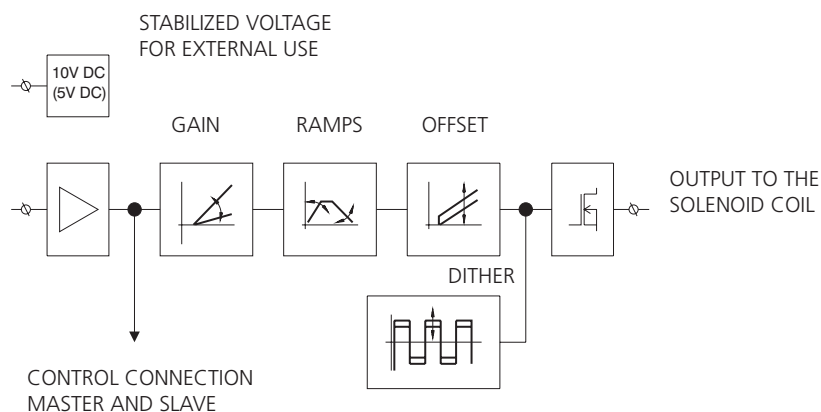 STABILIZED VOLTAGE
FOR EXTERNAL USE
10V DC
(5V DC)
GAIN
RAMPS
OFFSET
OUTPUT TO THE
SOLENOID COIL
DITHER
CONTROL CONNECTION
MASTER AND SLAVE